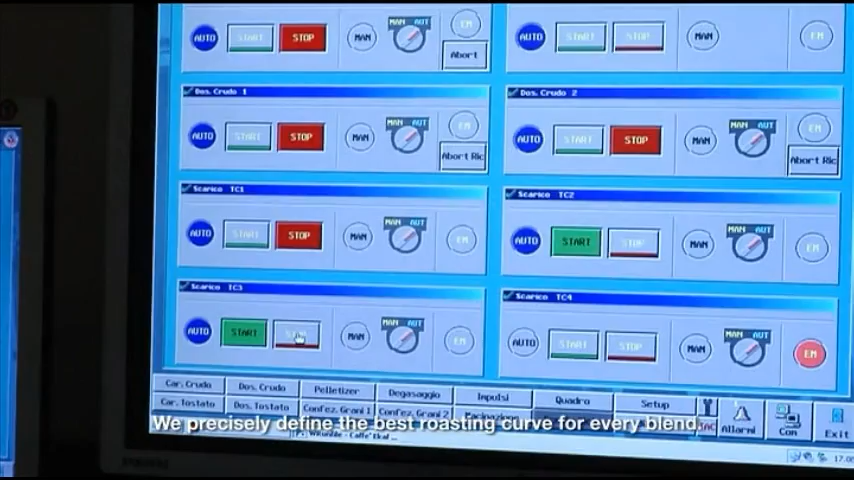 AUTO START STOP MAN MAN AUT EM Abort
AUTO START STOP MAN EM
Dos. Crudo 1
AUTO START STOP MAN MAN AUT EM Abort Ric
Dos. Crudo 2
AUTO START STOP MAN MAN AUT EM Abort Ric
Scarico TC1
AUTO START STOP MAN MAN AUT EM
Scarico TC2
AUTO START STOP MAN MAN AUT EM
Scarico TC3
AUTO START MAN MAN AUT EM
Scarico TC4
AUTO START STOP MAN MAN AUT EM
Car. Crudo Dos. Crudo Pelletizer Degasaggio Impulsi Quadro Setup
Car. Tostato Dos. Tostato Confez. Grani 1 Confez. Grani 2 Allarmi Con Exit
We precisely define the best roasting curve for every blend.